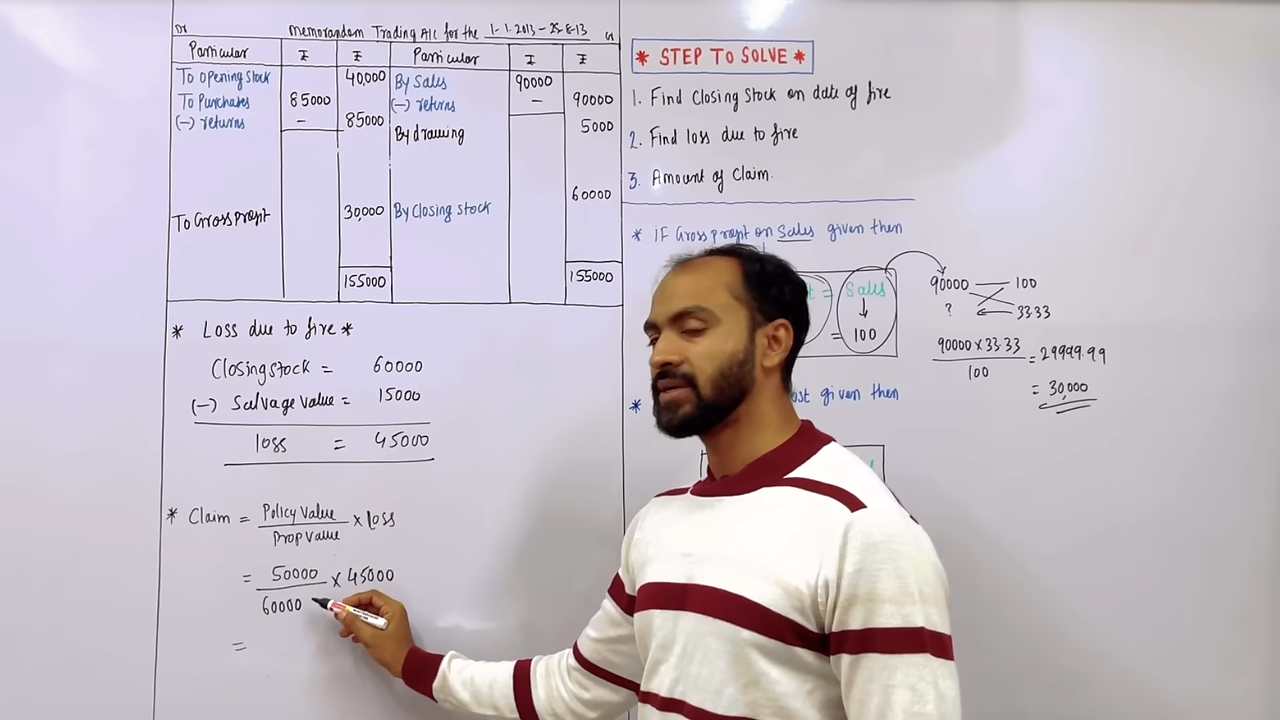 Dr Memorandam Trading A/c for the 1-1-2013-25-8-13 Cr
Particular ₹ ₹ Particular ₹ ₹
To opening stock 40,000 By Sales 90000
To Purchases 85000 (-) returns - 90000
(-) returns - 85000 By drawing 5000
To Gross profit 30,000 By Closing stock 60000
155000 155000
* Loss due to fire *
Closing stock = 60000
(-) Salvage value = 15000
loss = 45000
* Claim = Policy Value / Prop Value × loss
= 50000 / 60000 × 45000
=
* STEP TO SOLVE *
1. Find Closing Stock on date of fire
2. Find loss due to fire
3. Amount of Claim.
* IF Gross profit on Sales given then
= Sales
↓
= 100
90000 100
? 33.33
90000 × 33.33 / 100 = 29999.99
= 30,000
* given then